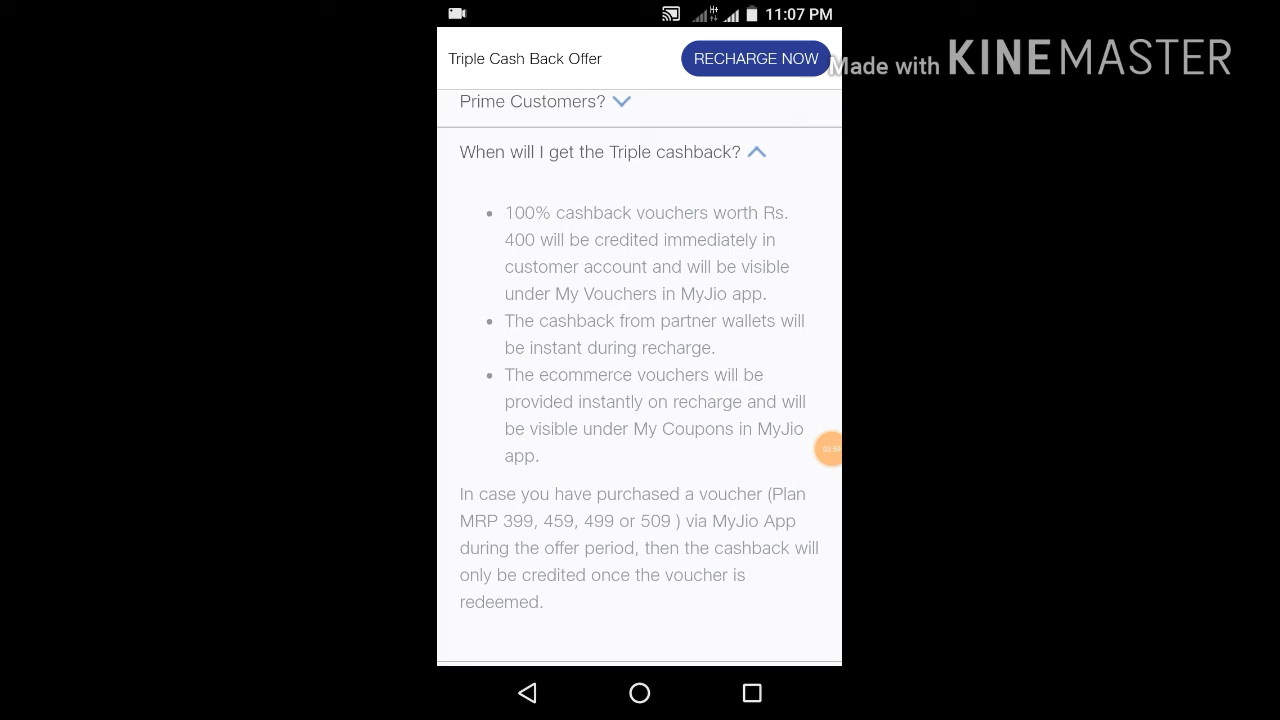 11:07 PM
Triple Cash Back Offer
RECHARGE NOW
Made with KINEMASTER
Prime Customers?
When will I get the Triple cashback?
• 100% cashback vouchers worth Rs.
400 will be credited immediately in
customer account and will be visible
under My Vouchers in MyJio app.
• The cashback from partner wallets will
be instant during recharge.
• The ecommerce vouchers will be
provided instantly on recharge and will
be visible under My Coupons in MyJio
app.
In case you have purchased a voucher (Plan
MRP 399, 459, 499 or 509 ) via MyJio App
during the offer period, then the cashback will
only be credited once the voucher is
redeemed.